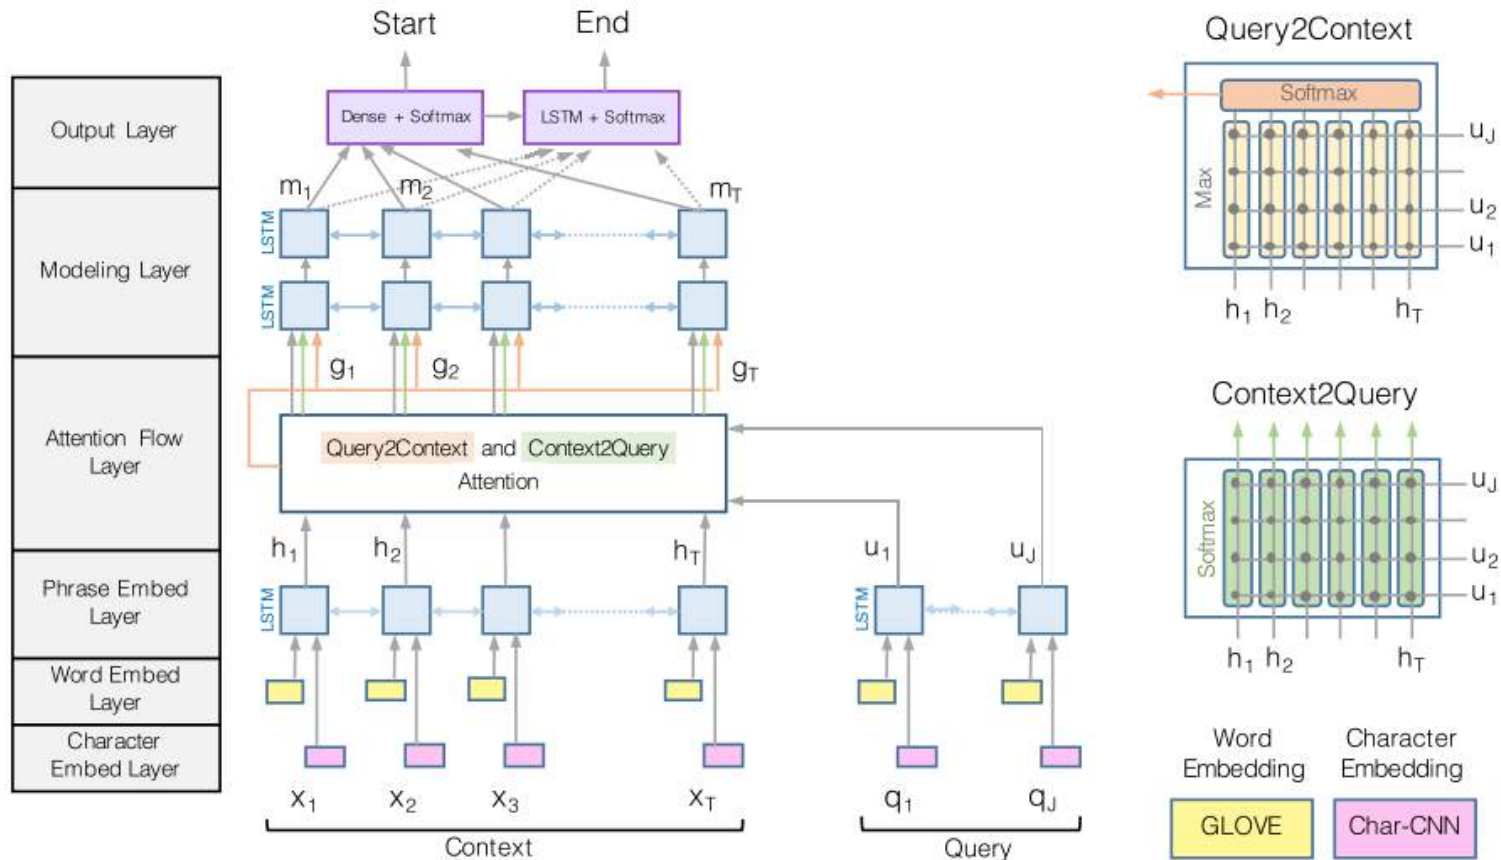 Start
End
Output Layer
Dense + Softmax
LSTM + Softmax
m1
m2
mT
Modeling Layer
LSTM
LSTM
g1
g2
gT
Attention Flow
Layer
Query2Context and Context2Query
Attention
h1
h2
hT
u1
uJ
Phrase Embed
Layer
LSTM
LSTM
Word Embed
Layer
Character
Embed Layer
x1
x2
x3
xT
q1
qJ
Context
Query
Query2Context
Softmax
Max
uJ
u2
u1
h1
h2
hT
Context2Query
Softmax
uJ
u2
u1
h1
h2
hT
Word
Embedding
GLOVE
Character
Embedding
Char-CNN